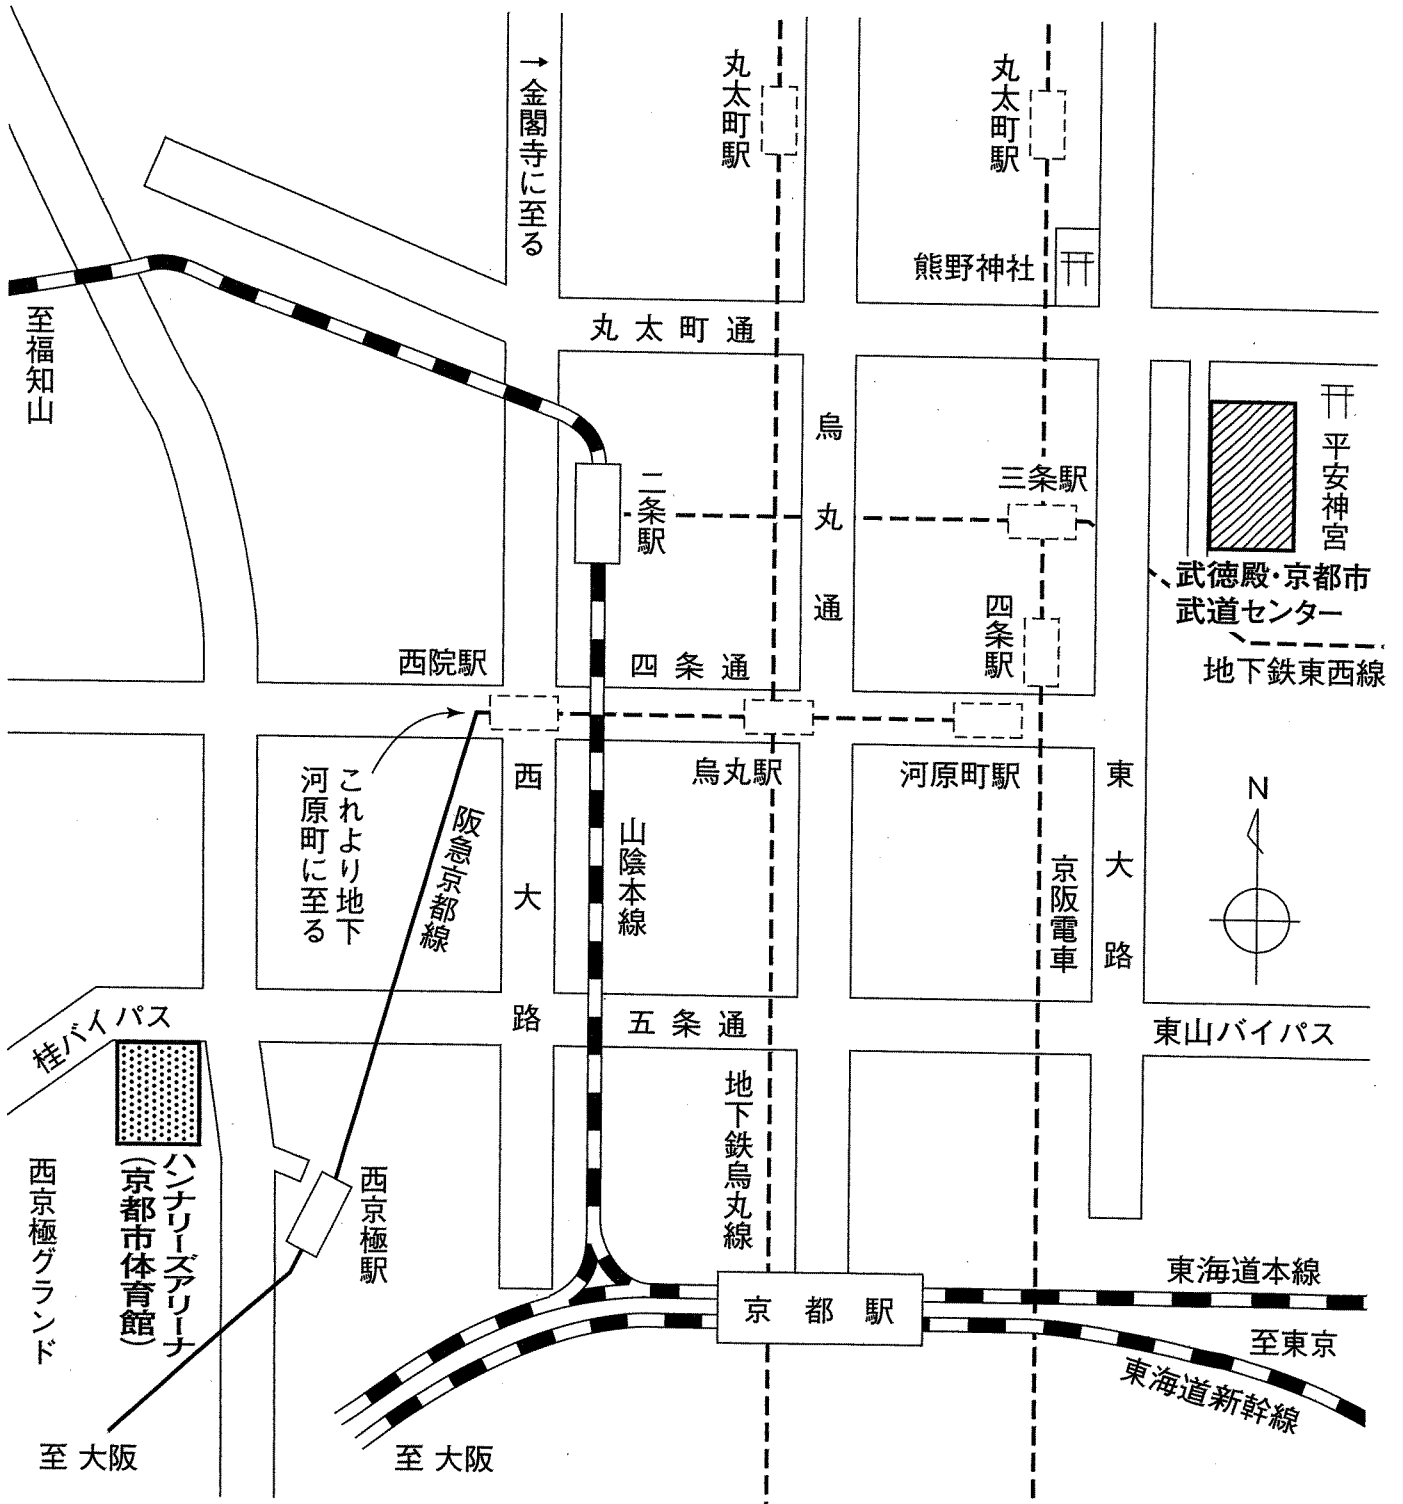 →金閣寺に至る
丸太町駅
丸太町駅
熊野神社
至福知山
丸太町通
烏丸通
平安神宮
二条駅
三条駅
武徳殿・京都市
武道センター
地下鉄東西線
四条駅
西院駅
四条通
烏丸駅
河原町駅
これより地下
河原町に至る
阪急京都線
西大路
山陰本線
京阪電車
東大路
N
桂バイパス
五条通
東山バイパス
ハンナリーズアリーナ
(京都市体育館)
西京極グランド
西京極駅
地下鉄烏丸線
京都駅
東海道本線
至東京
東海道新幹線
至 大阪
至 大阪